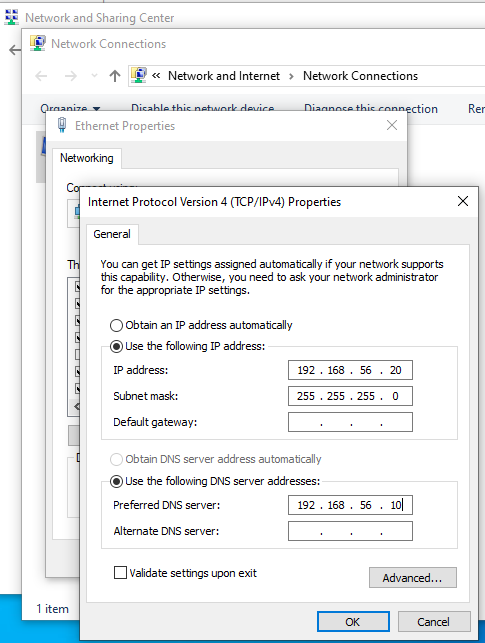 Network and Sharing Center
Network Connections
« Network and Internet > Network Connections
Organize Disable this network device Diagnose this connection
Ethernet Properties
Networking
Connect using:
Internet Protocol Version 4 (TCP/IPv4) Properties
General
You can get IP settings assigned automatically if your network supports
this capability. Otherwise, you need to ask your network administrator
for the appropriate IP settings.
Obtain an IP address automatically
Use the following IP address:
IP address: 192 . 168 . 56 . 20
Subnet mask: 255 . 255 . 255 . 0
Default gateway: . . .
Obtain DNS server address automatically
Use the following DNS server addresses:
Preferred DNS server: 192 . 168 . 56 . 10
Alternate DNS server: . . .
Validate settings upon exit
Advanced...
OK Cancel
1 item